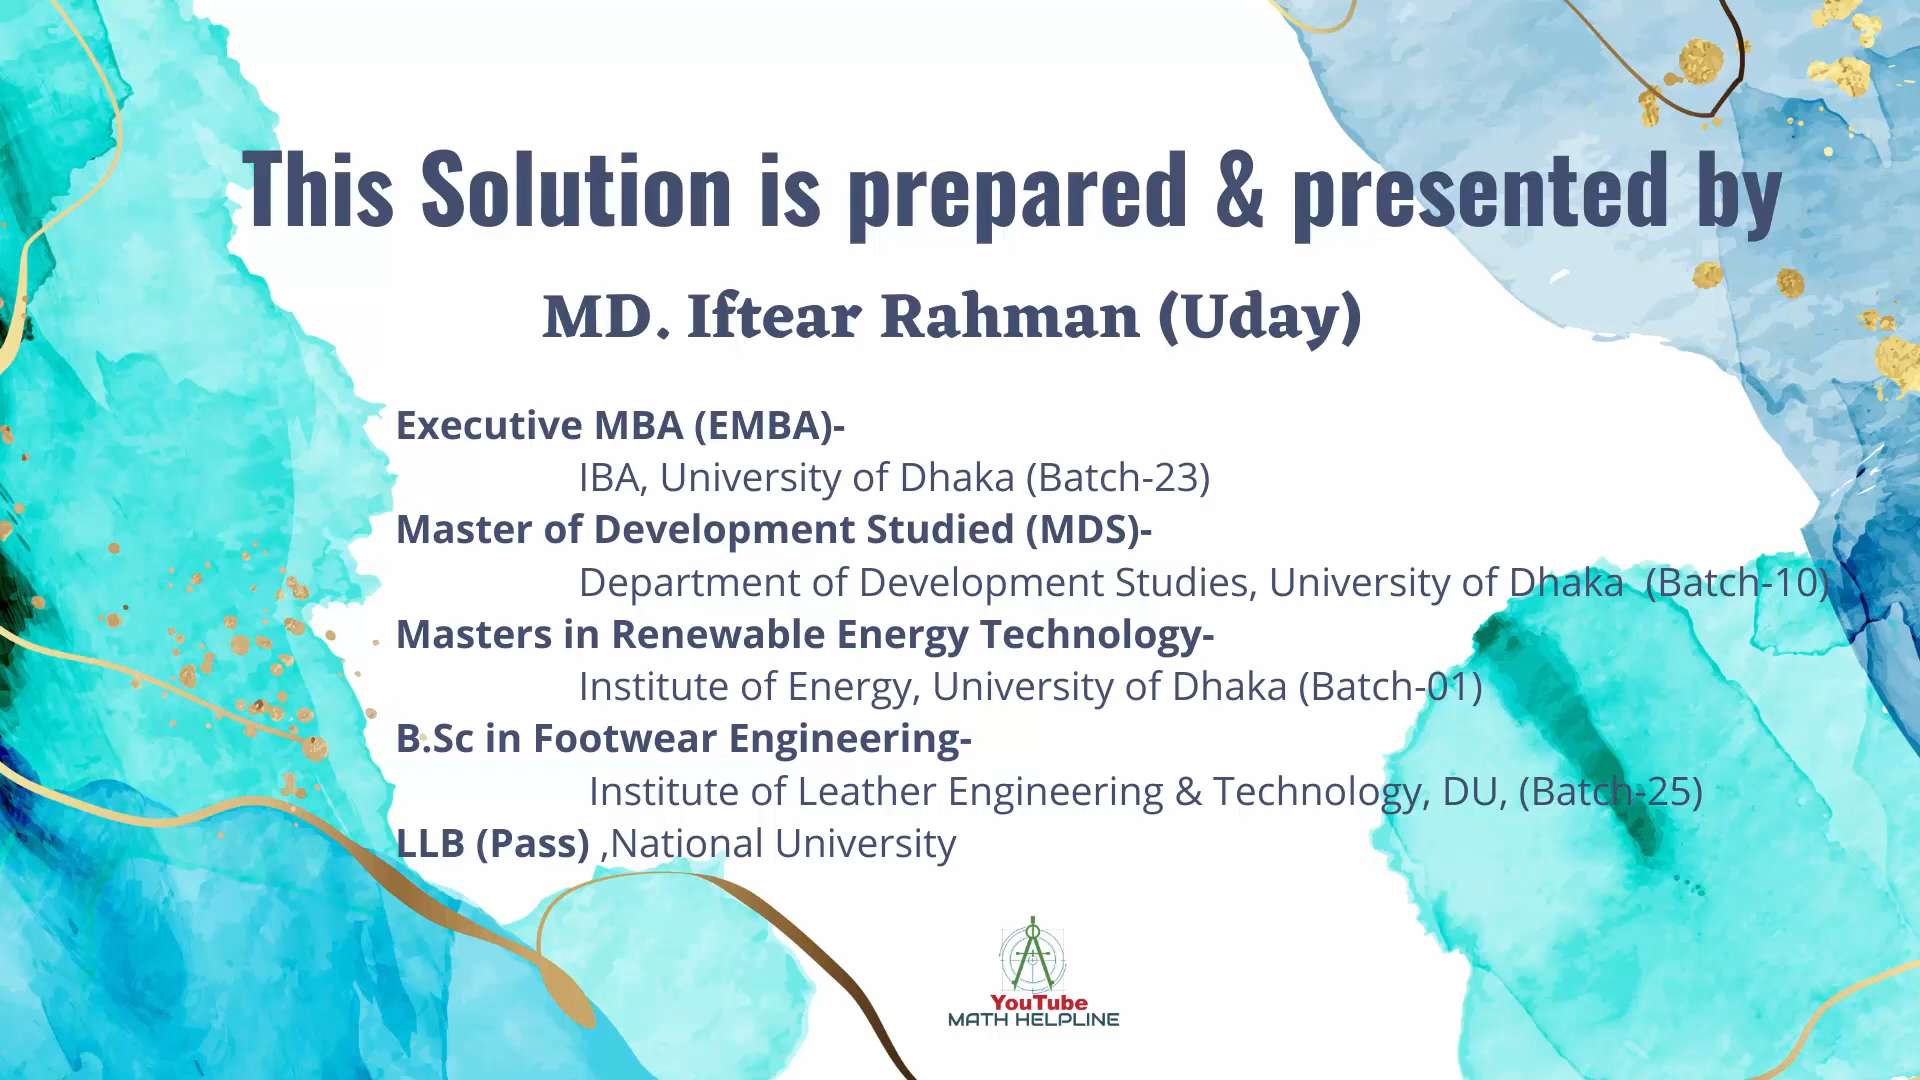 This Solution is prepared & presented by
MD. Iftear Rahman (Uday)
Executive MBA (EMBA)-
IBA, University of Dhaka (Batch-23)
Master of Development Studied (MDS)-
Department of Development Studies, University of Dhaka (Batch-10)
Masters in Renewable Energy Technology-
Institute of Energy, University of Dhaka (Batch-01)
B.Sc in Footwear Engineering-
Institute of Leather Engineering & Technology, DU, (Batch-25)
LLB (Pass) ,National University
YouTube
MATH HELPLINE